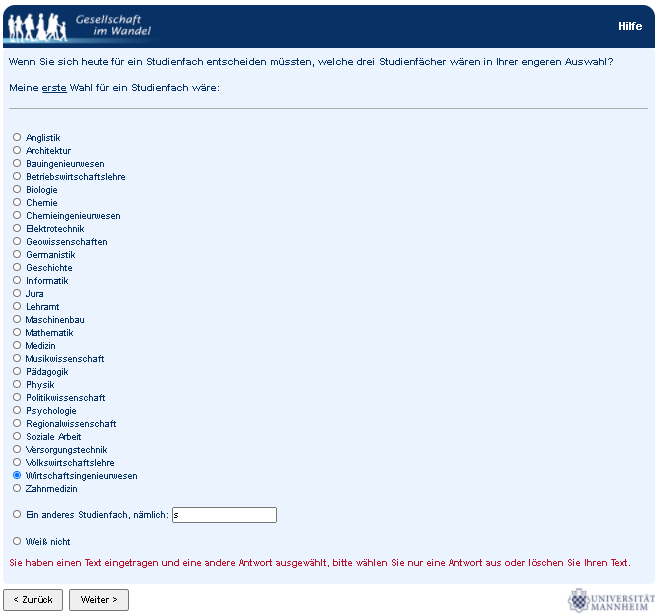 Gesellschaft
im Wandel
Hilfe
Wenn Sie sich heute für ein Studienfach entscheiden müssten, welche drei Studienfächer wären in Ihrer engeren Auswahl?
Meine erste Wahl für ein Studienfach wäre:
Anglistik
Architektur
Bauingenieurwesen
Betriebswirtschaftslehre
Biologie
Chemie
Chemieingenieurwesen
Elektrotechnik
Geowissenschaften
Germanistik
Geschichte
Informatik
Jura
Lehramt
Maschinenbau
Mathematik
Medizin
Musikwissenschaft
Pädagogik
Physik
Politikwissenschaft
Psychologie
Regionalwissenschaft
Soziale Arbeit
Versorgungstechnik
Volkswirtschaftslehre
Wirtschaftsingenieurwesen
Zahnmedizin
Ein anderes Studienfach, nämlich: s
Weiß nicht
Sie haben einen Text eingetragen und eine andere Antwort ausgewählt, bitte wählen Sie nur eine Antwort aus oder löschen Sie Ihren Text.
< Zurück Weiter >
UNIVERSITÄT
MANNHEIM